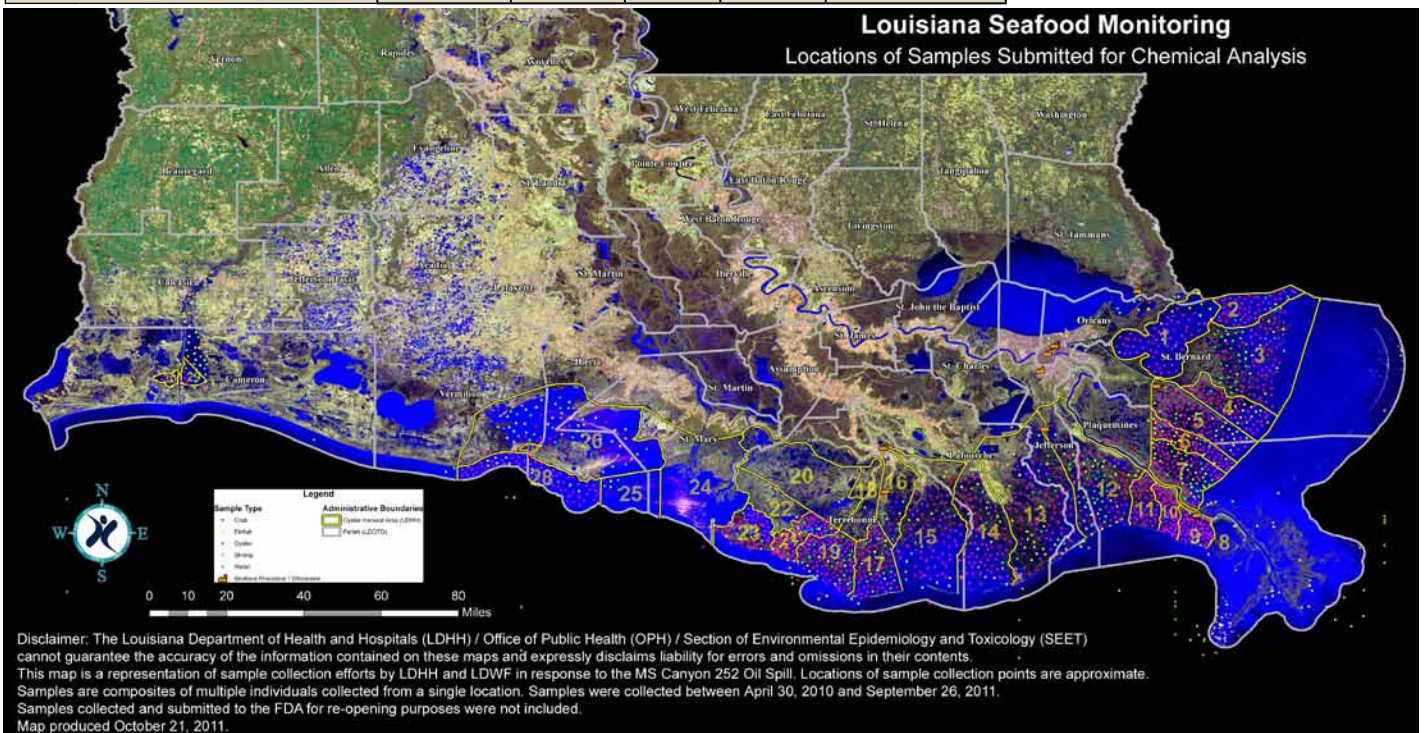 Louisiana Seafood Monitoring
Locations of Samples Submitted for Chemical Analysis
Vernon
Rapides
Avoyelles
West Feliciana
East Feliciana
St. Helena
Washington
Beauregard
Allen
Evangeline
St. Landry
Pointe Coupee
East Baton Rouge
Tangipahoa
West Baton Rouge
Livingston
St. Tammany
Calcasieu
Jefferson Davis
Acadia
Lafayette
St. Martin
Iberville
Ascension
St. John the Baptist
Orleans
St. James
Cameron
Vermilion
Iberia
St. Martin
Assumption
St. Charles
St. Bernard
St. Mary
Lafourche
Jefferson
Plaquemines
Terrebonne
1
2
3
4
5
6
7
8
9
10
11
12
13
14
15
16
17
18
19
20
21
22
23
24
25
26
28
N
W
E
S
Legend
Sample Type
Crab
Finfish
Oyster
Shrimp
Water
Administrative Boundaries
Oyster Harvest Area (LDHH)
Parish (LDOTD)
0 10 20 40 60 80
Miles
Disclaimer: The Louisiana Department of Health and Hospitals (LDHH) / Office of Public Health (OPH) / Section of Environmental Epidemiology and Toxicology (SEET)
cannot guarantee the accuracy of the information contained on these maps and expressly disclaims liability for errors and omissions in their contents.
This map is a representation of sample collection efforts by LDHH and LDWF in response to the MS Canyon 252 Oil Spill. Locations of sample collection points are approximate.
Samples are composites of multiple individuals collected from a single location. Samples were collected between April 30, 2010 and September 26, 2011.
Samples collected and submitted to the FDA for re-opening purposes were not included.
Map produced October 21, 2011.